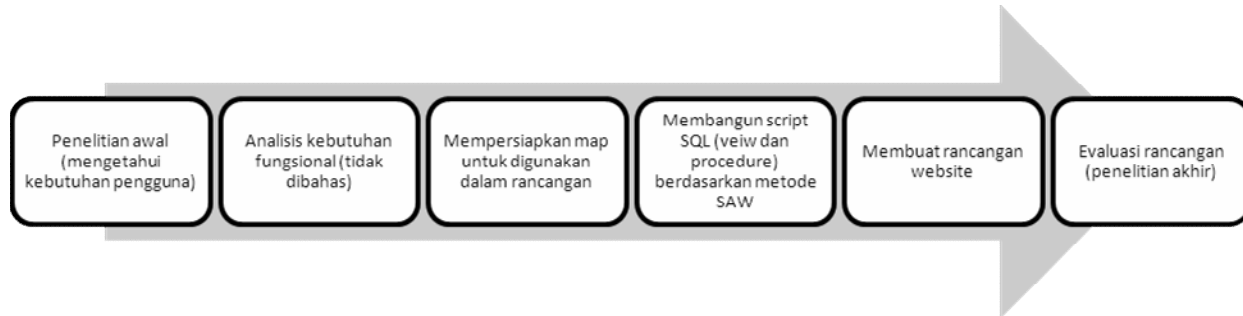 Penelitian awal
(mengetahui
kebutuhan pengguna)
Analisis kebutuhan
fungsional (tidak
dibahas)
Mempersiapkan map
untuk digunakan
dalam rancangan
Membangun script
SQL (veiw dan
procedure)
berdasarkan metode
SAW
Membuat rancangan
website
Evaluasi rancangan
(penelitian akhir)